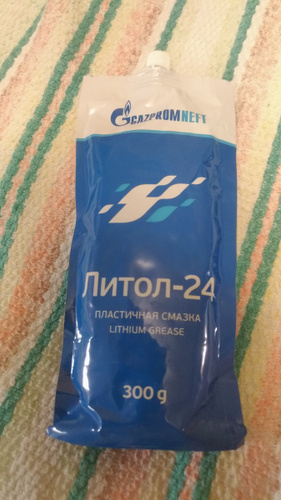 GAZPROMNEFT
Литол-24
ПЛАСТИЧНАЯ СМАЗКА
LITHIUM GREASE
300 g